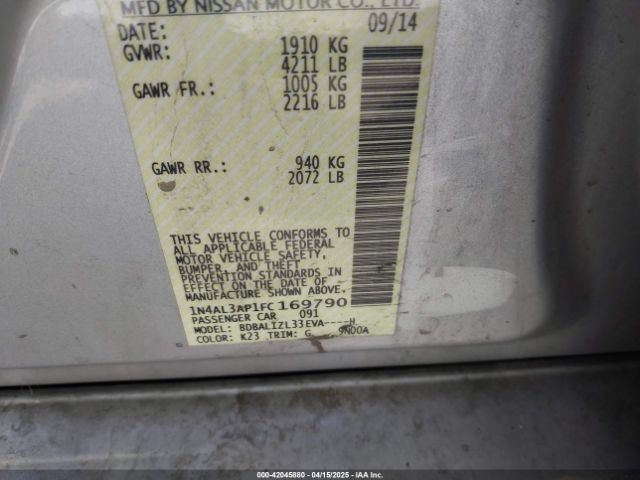 MFD BY NISSAN MOTOR CO., LTD.
DATE: 09/14
GVWR: 1910 KG
4211 LB
GAWR FR.: 1005 KG
2216 LB
GAWR RR.: 940 KG
2072 LB
THIS VEHICLE CONFORMS TO
ALL APPLICABLE FEDERAL
MOTOR VEHICLE SAFETY,
BUMPER, AND THEFT
PREVENTION STANDARDS IN
EFFECT ON THE DATE OF
MANUFACTURE SHOWN ABOVE.
1N4AL3AP1FC169790
PASSENGER CAR 091
MODEL: BDBALIZL33EVA----H
COLOR: K23 TRIM: G 9N00A
000-42045880 - 04/15/2025 - IAA Corp.